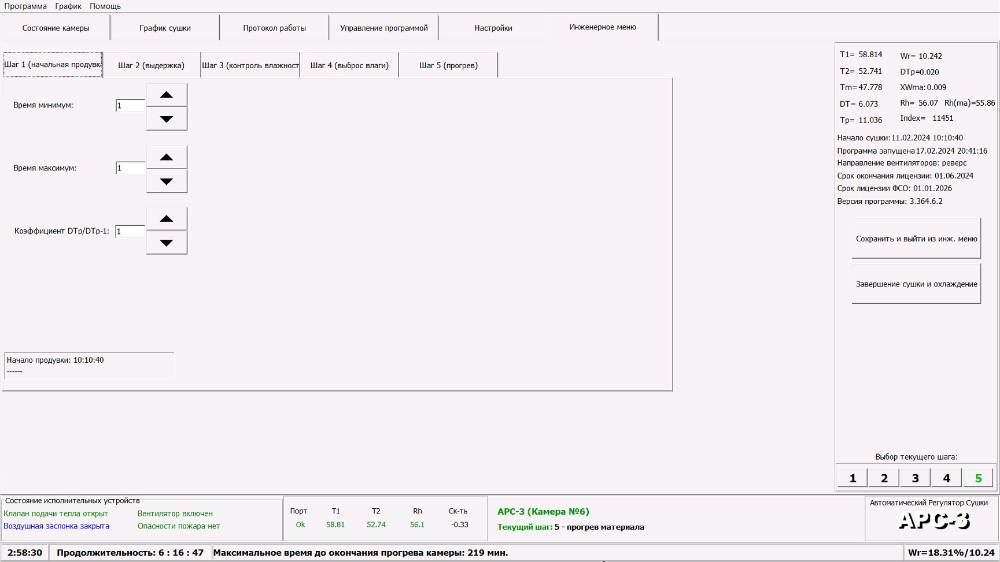 Программа График Помощь
Состояние камеры График сушки Протокол работы Управление программой Настройки Инженерное меню
Шаг 1 (начальная продувка Шаг 2 (выдержка) Шаг 3 (контроль влажност Шаг 4 (выброс влаги) Шаг 5 (прогрев)
Время минимум: 1
Время максимум: 1
Коэффициент DTp/DTp-1: 1
Начало продувки: 10:10:40
------
T1= 58.814 Wr= 10.242
T2= 52.741 DTp=0.020
Tm= 47.778 XWma: 0.009
DT= 6.073 Rh= 56.07 Rh(ma)=55.86
Tp= 11.036 Index= 11451
Начало сушки: 11.02.2024 10:10:40
Программа запущена 17.02.2024 20:41:16
Направление вентиляторов: реверс
Срок окончания лицензии: 01.06.2024
Срок лицензии ФСО: 01.01.2026
Версия программы: 3.364.6.2
Сохранить и выйти из инж. меню
Завершение сушки и охлаждение
Выбор текущего шага:
1 2 3 4 5
Состояние исполнительных устройств
Клапан подачи тепла открыт Вентилятор включен
Воздушная заслонка закрыта Опасности пожара нет
Порт T1 T2 Rh Ск-ть
Ok 58.81 52.74 56.1 -0.33
АРС-3 (Камера №6)
Текущий шаг: 5 - прогрев материала
Автоматический Регулятор Сушки
АРС-3
2:58:30 Продолжительность: 6 : 16 : 47 Максимальное время до окончания прогрева камеры: 219 мин. Wr=18.31%/10.24